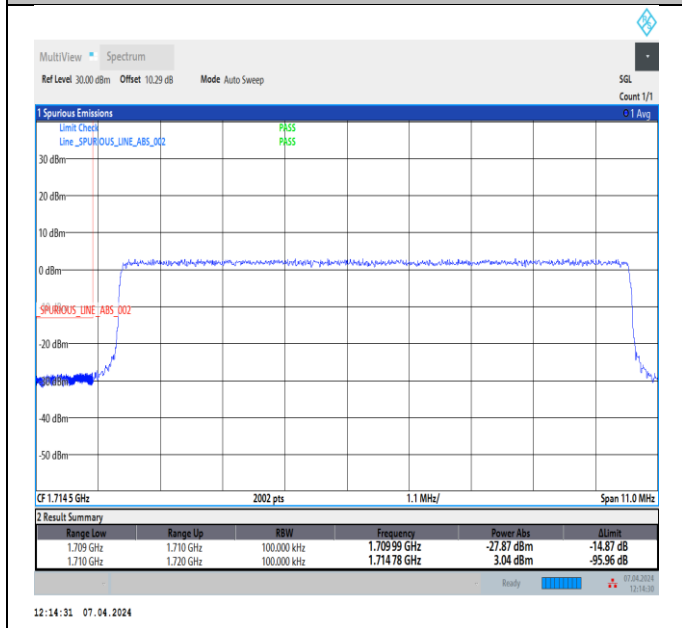 MultiView Spectrum
Ref Level 30.00 dBm Offset 10.29 dB Mode Auto Sweep SGL
Count 1/1
1 Spurious Emissions 1 Avg
Limit Check PASS
Line _SPURIOUS_LINE_ABS_002 PASS
30 dBm
20 dBm
10 dBm
0 dBm
_SPURIOUS_LINE_ABS_002
-20 dBm
-40 dBm
-50 dBm
CF 1.714 5 GHz 2002 pts 1.1 MHz/ Span 11.0 MHz
2 Result Summary
Range Low Range Up RBW Frequency Power Abs ΔLimit
1.709 GHz 1.710 GHz 100.000 kHz 1.709 99 GHz -27.87 dBm -14.87 dB
1.710 GHz 1.720 GHz 100.000 kHz 1.714 78 GHz 3.04 dBm -95.96 dB
Ready 07.04.2024
12:14:30
12:14:31 07.04.2024